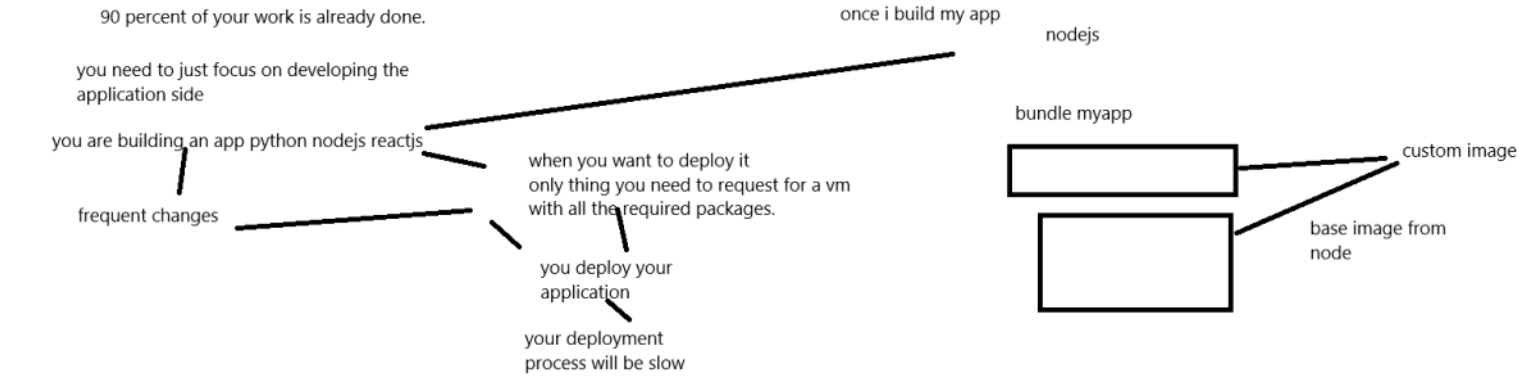 90 percent of your work is already done.
you need to just focus on developing the
application side
you are building an app python nodejs reactjs
frequent changes
when you want to deploy it
only thing you need to request for a vm
with all the required packages.
you deploy your
application
your deployment
process will be slow
once i build my app
nodejs
bundle myapp
custom image
base image from
node